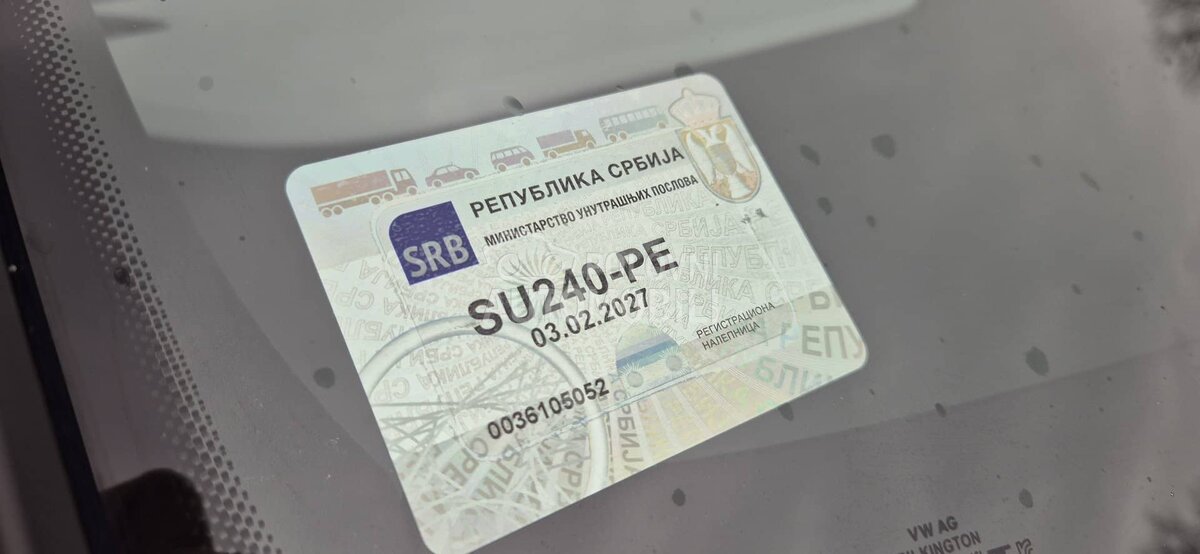 РЕПУБЛИКА СРБИЈА
МИНИСТАРСТВО УНУТРАШЊИХ ПОСЛОВА
SRB
SU240-PE
03.02.2027
РЕГИСТРАЦИОНА
НАЛЕПНИЦА
0036105052
VW AG